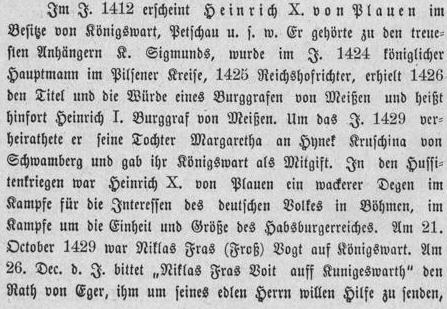 Im J. 1412 erscheint Heinrich X. von Plauen im
Besitze von Königswart, Petschau u. s. w. Er gehörte zu den treue-
sten Anhängern K. Sigmunds, wurde im J. 1424 königlicher
Hauptmann im Pilsener Kreise, 1425 Reichshofrichter, erhielt 1426
den Titel und die Würde eines Burggrafen von Meißen und heißt
hinfort Heinrich I. Burggraf von Meißen. Um das J. 1429 ver-
heirathete er seine Tochter Margaretha an Hynek Kruschina von
Schwamberg und gab ihr Königswart als Mitgift. In den Hussi-
tenkriegen war Heinrich X. von Plauen ein wackerer Degen im
Kampfe für die Interessen des deutschen Volkes in Böhmen, im
Kampfe um die Einheit und Größe des Habsburgerreiches. Am 21.
October 1429 war Niklas Fras (Froß) Vogt auf Königswart. Am
26. Dec. d. J. bittet „Niklas Fras Voit auff Kunigeswarth“ den
Rath von Eger, ihm um seines edlen Herrn willen Hilfe zu senden,